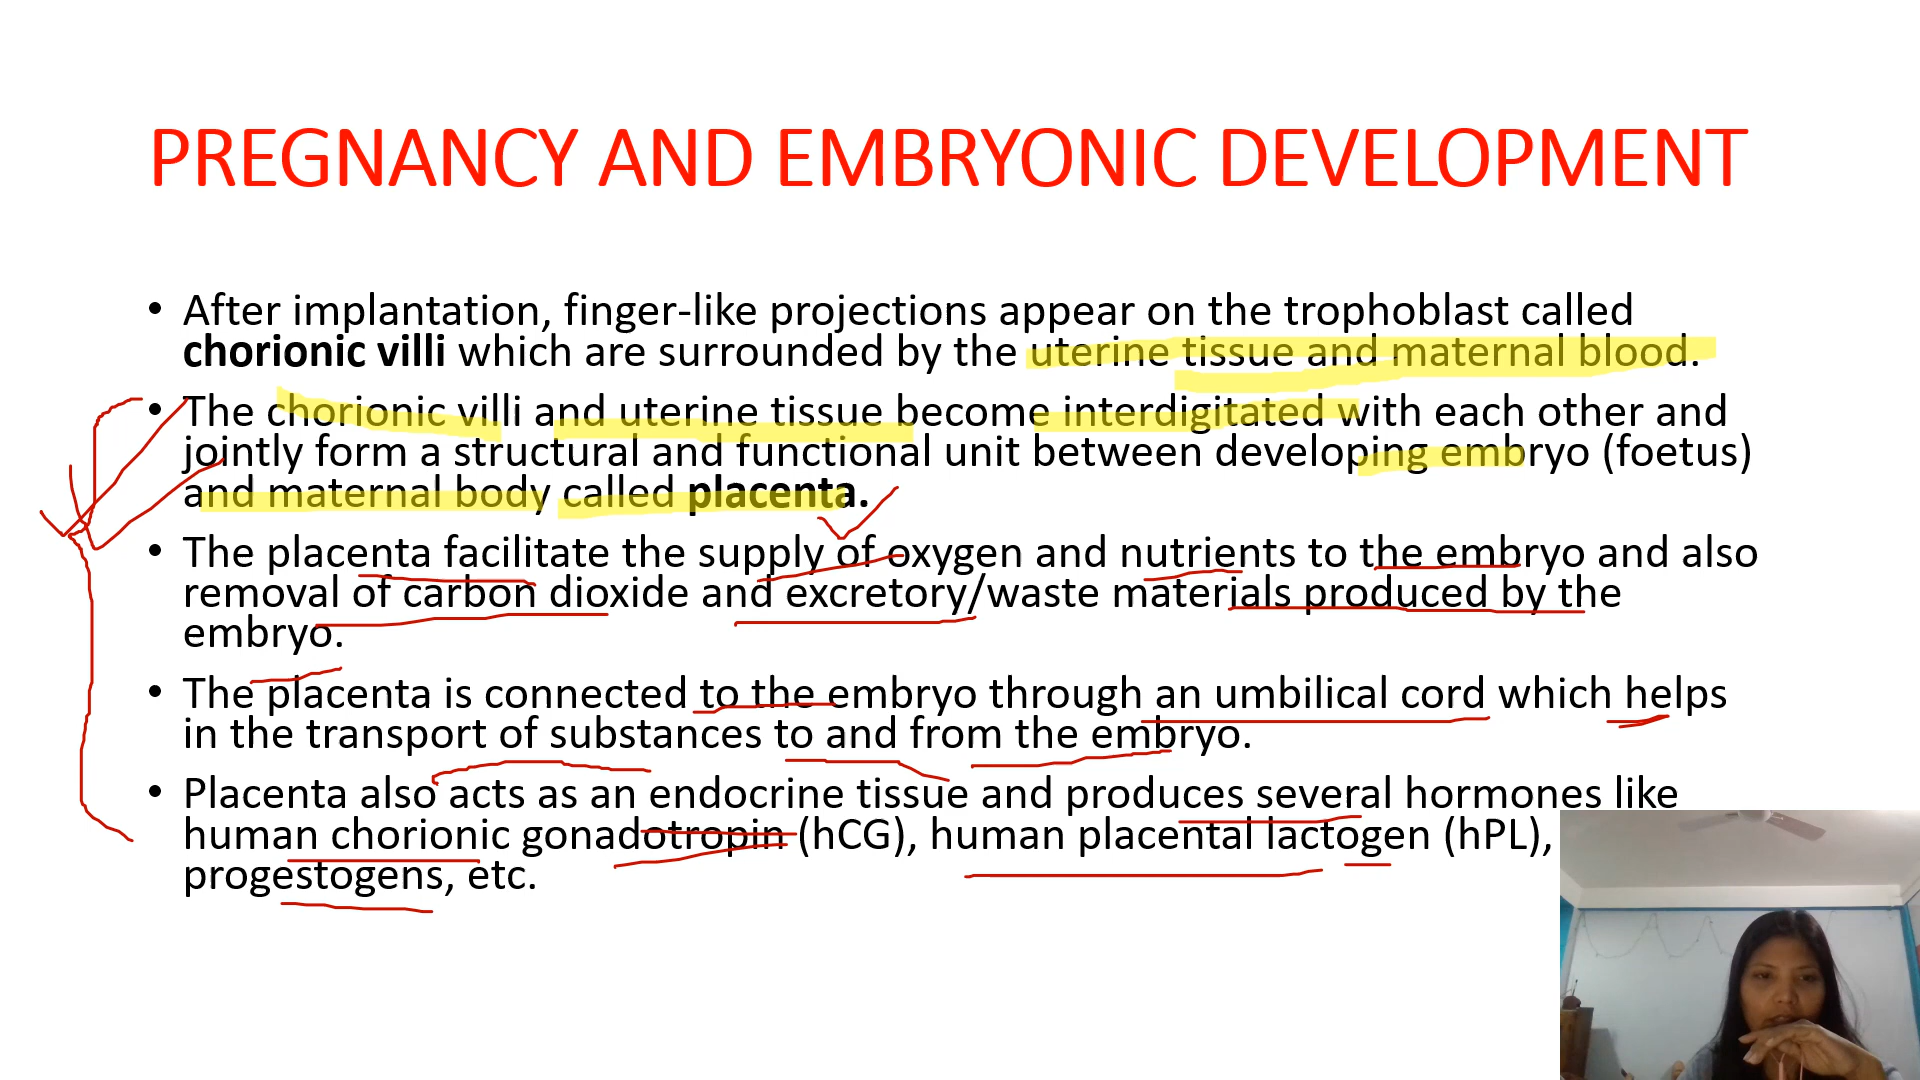 PREGNANCY AND EMBRYONIC DEVELOPMENT
• After implantation, finger-like projections appear on the trophoblast called
chorionic villi which are surrounded by the uterine tissue and maternal blood.
• The chorionic villi and uterine tissue become interdigitated with each other and
jointly form a structural and functional unit between developing embryo (foetus)
and maternal body called placenta.
• The placenta facilitate the supply of oxygen and nutrients to the embryo and also
removal of carbon dioxide and excretory/waste materials produced by the
embryo.
• The placenta is connected to the embryo through an umbilical cord which helps
in the transport of substances to and from the embryo.
• Placenta also acts as an endocrine tissue and produces several hormones like
human chorionic gonadotropin (hCG), human placental lactogen (hPL),
progestogens, etc.